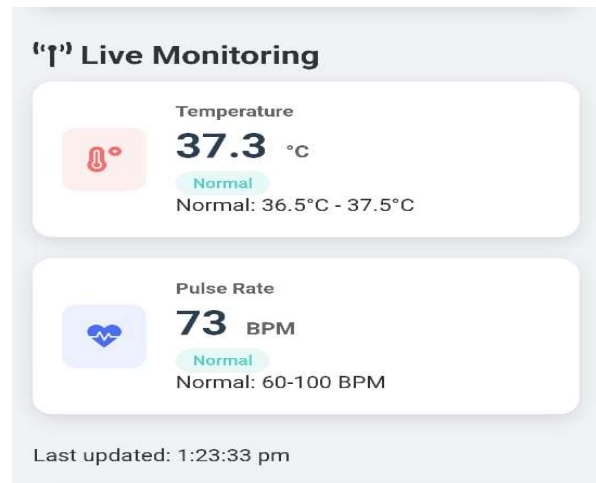 Live Monitoring
Temperature
37.3 °C
Normal
Normal: 36.5°C - 37.5°C
Pulse Rate
73 BPM
Normal
Normal: 60-100 BPM
Last updated: 1:23:33 pm